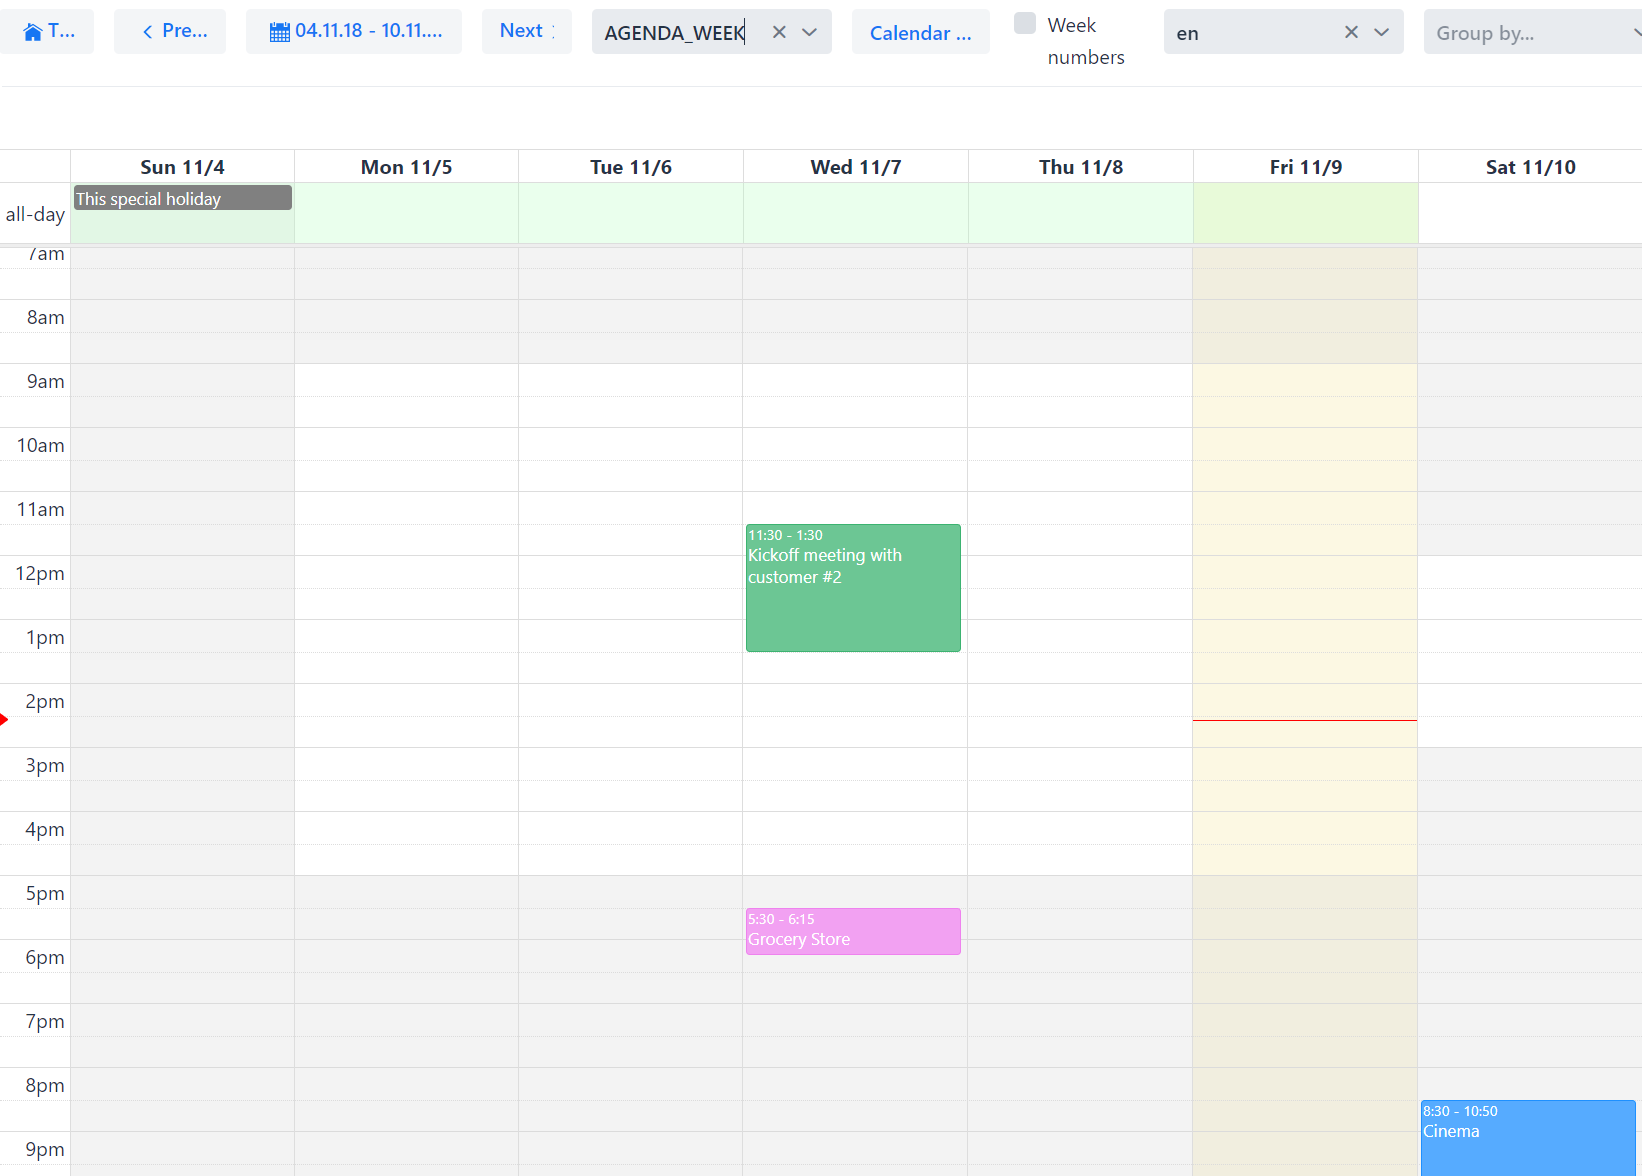 T...
Pre...
04.11.18 - 10.11....
Next
AGENDA_WEEK
Calendar ...
Week
numbers
en
Group by...
Sun 11/4
Mon 11/5
Tue 11/6
Wed 11/7
Thu 11/8
Fri 11/9
Sat 11/10
all-day
This special holiday
7am
8am
9am
10am
11am
11:30 - 1:30
Kickoff meeting with
customer #2
12pm
1pm
2pm
3pm
4pm
5pm
5:30 - 6:15
Grocery Store
6pm
7pm
8pm
8:30 - 10:50
Cinema
9pm